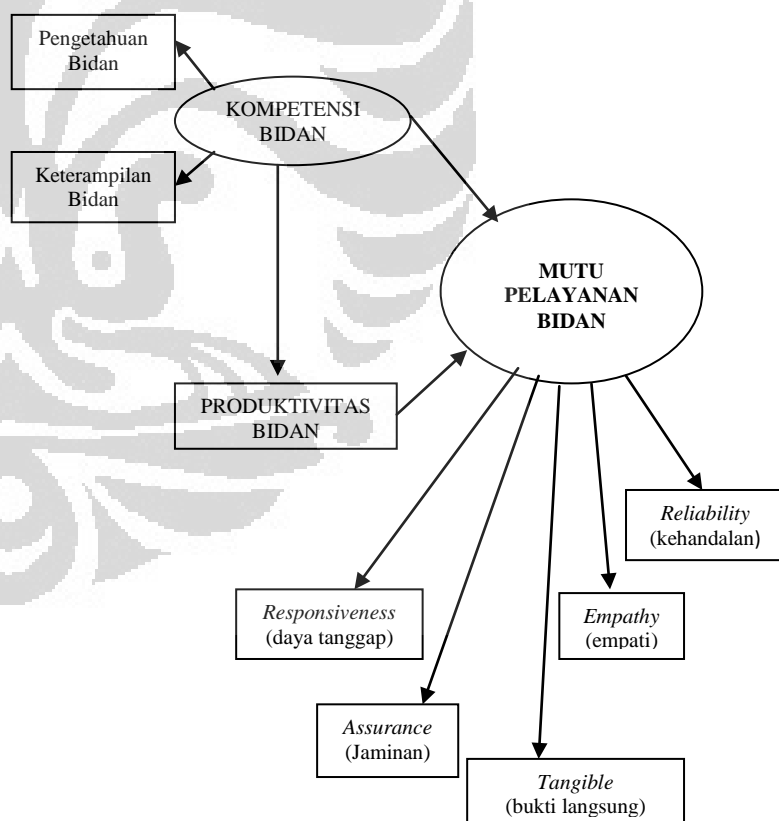 Pengetahuan
Bidan
KOMPETENSI
BIDAN
Keterampilan
Bidan
MUTU
PELAYANAN
BIDAN
PRODUKTIVITAS
BIDAN
Reliability
(kehandalan)
Responsiveness
(daya tanggap)
Empathy
(empati)
Assurance
(Jaminan)
Tangible
(bukti langsung)